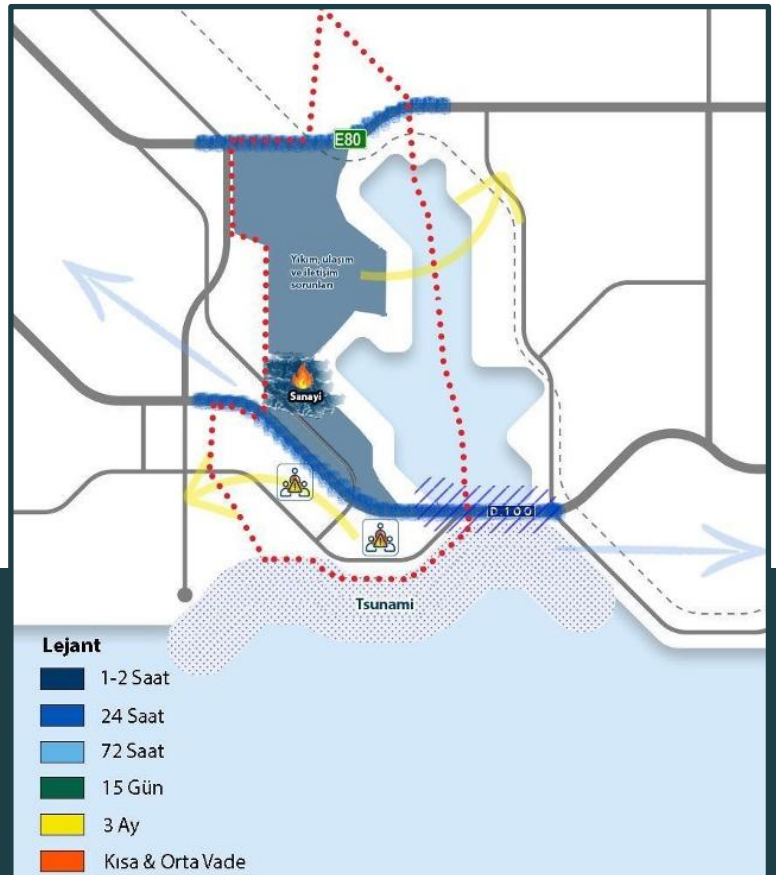 E80
Yıkım, ulaşım
ve iletişim
sorunları
Sanayi
D.100
Tsunami
Lejant
1-2 Saat
24 Saat
72 Saat
15 Gün
3 Ay
Kısa & Orta Vade